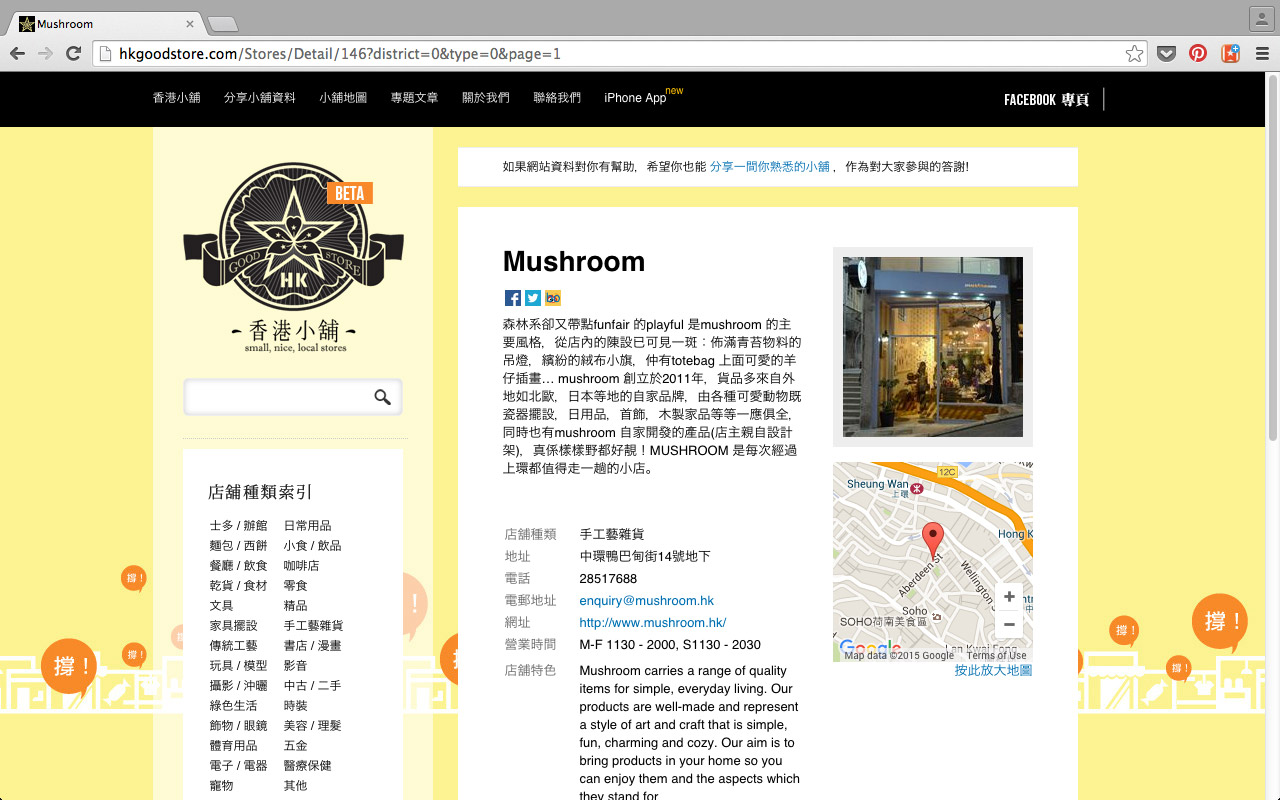 Mushroom
hkgoodstore.com/Stores/Detail/146?district=0&type=0&page=1
香港小舖 分享小舖資料 小舖地圖 專題文章 關於我們 聯絡我們 iPhone App new
FACEBOOK 專頁
如果網站資料對你有幫助，希望你也能 分享一間你熟悉的小舖 ，作為對大家參與的答謝!
BETA
GOOD STORE
HK
香港小舖
small, nice, local stores
店舖種類索引
士多 / 辦館 日常用品
麵包 / 西餅 小食 / 飲品
餐廳 / 飲食 咖啡店
乾貨 / 食材 零食
文具 精品
家具擺設 手工藝雜貨
傳統工藝 書店 / 漫畫
玩具 / 模型 影音
攝影 / 沖曬 中古 / 二手
綠色生活 時裝
飾物 / 眼鏡 美容 / 理髮
體育用品 五金
電子 / 電器 醫療保健
寵物 其他
撐！
撐！
撐！
Mushroom
森林系卻又帶點funfair 的playful 是mushroom 的主
要風格，從店內的陳設已可見一斑：佈滿青苔物料的
吊燈，繽紛的絨布小旗，仲有totebag 上面可愛的羊
仔插畫… mushroom 創立於2011年，貨品多來自外
地如北歐，日本等地的自家品牌，由各種可愛動物既
瓷器擺設，日用品，首飾，木製家品等等一應俱全，
同時也有mushroom 自家開發的產品(店主親自設計
架)，真係樣樣野都好靚！MUSHROOM 是每次經過
上環都值得走一趟的小店。
店舖種類 手工藝雜貨
地址 中環鴨巴甸街14號地下
電話 28517688
電郵地址 enquiry@mushroom.hk
網址 http://www.mushroom.hk/
營業時間 M-F 1130 - 2000, S1130 - 2030
店舖特色 Mushroom carries a range of quality
items for simple, everyday living. Our
products are well-made and represent
a style of art and craft that is simple,
fun, charming and cozy. Our aim is to
bring products in your home so you
can enjoy them and the aspects which
they stand for
12C
Sheung Wan
上環
Hong K
Aberdeen St
Wellington
Soho
SOHO荷南美食區
Lan Kwai Fong
+
−
Google
Map data ©2015 Google Terms of Use
按此放大地圖
撐！
撐！
撐！